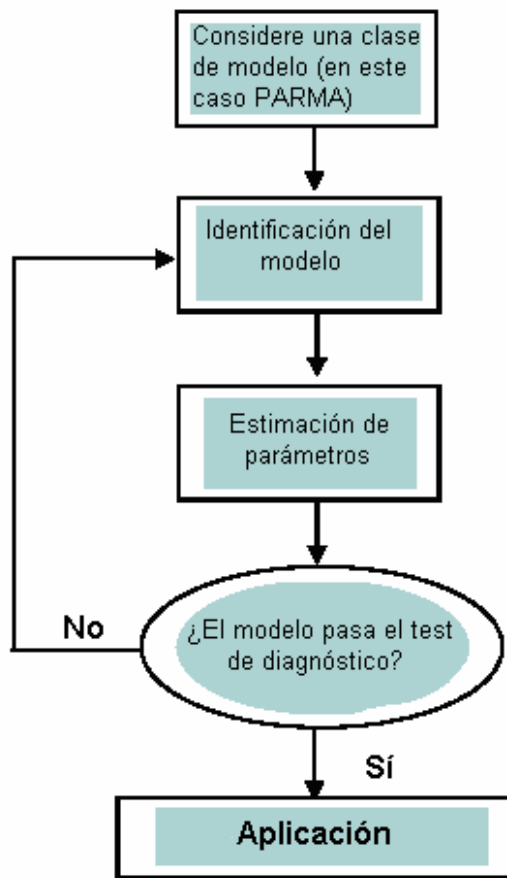 Considere una clase
de modelo (en este
caso PARMA)
Identificación del
modelo
Estimación de
parámetros
¿El modelo pasa el test
de diagnóstico?
No
Sí
Aplicación